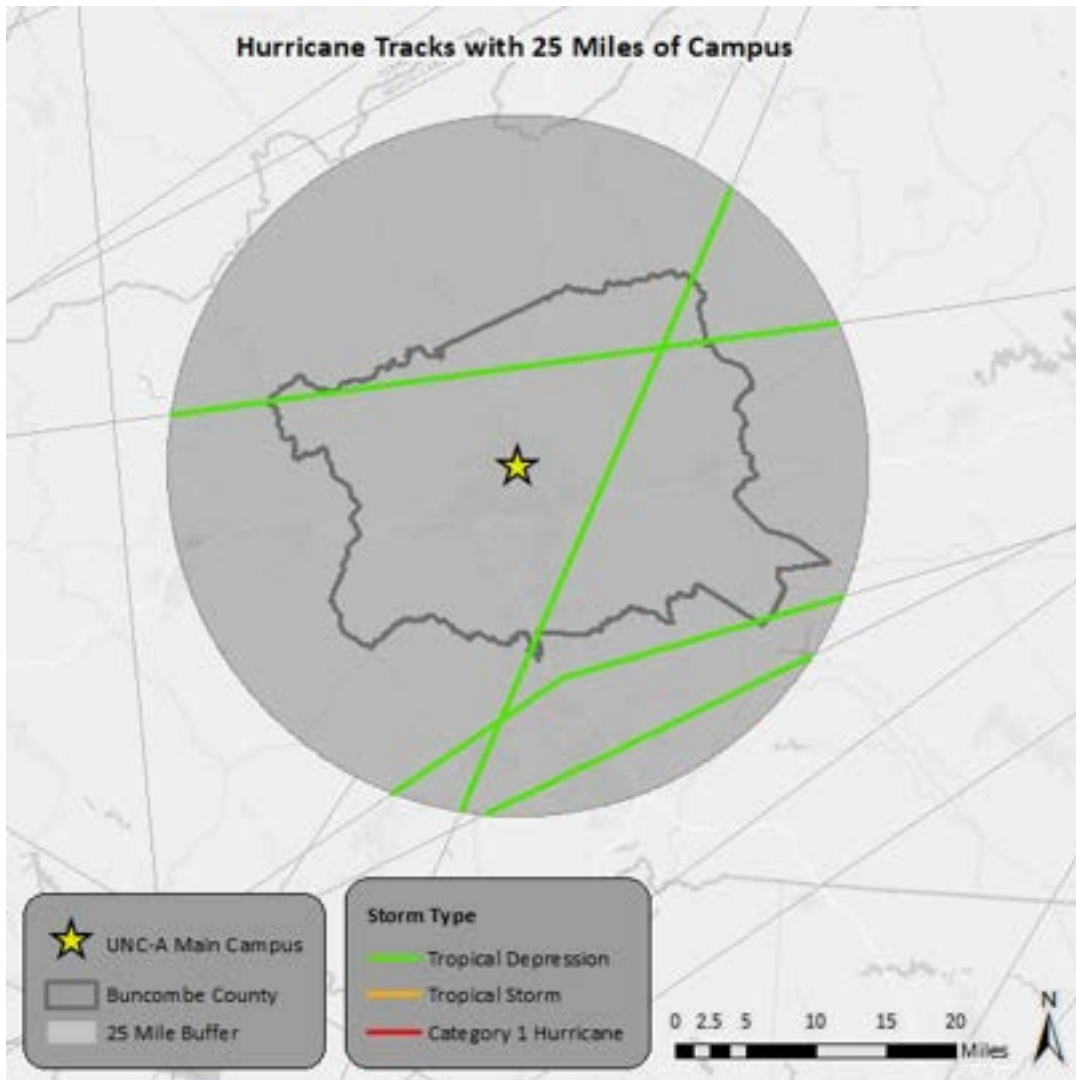 Hurricane Tracks with 25 Miles of Campus
UNC-A Main Campus
Buncombe County
25 Mile Buffer
Storm Type
Tropical Depression
Tropical Storm
Category 1 Hurricane
N
0 2.5 5 10 15 20
Miles